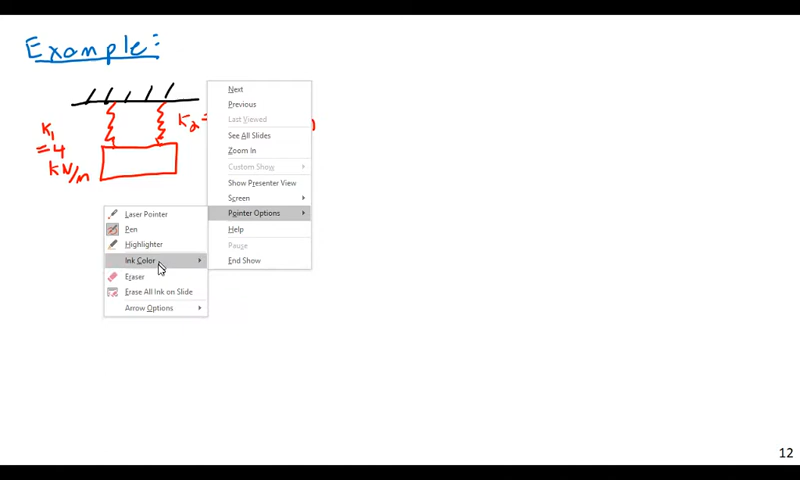 Example:
K1
= 4
kN/m
K2 =
Next
Previous
Last Viewed
See All Slides
Zoom In
Custom Show
Show Presenter View
Screen
Pointer Options
Help
Pause
End Show
Laser Pointer
Pen
Highlighter
Ink Color
Eraser
Erase All Ink on Slide
Arrow Options
12